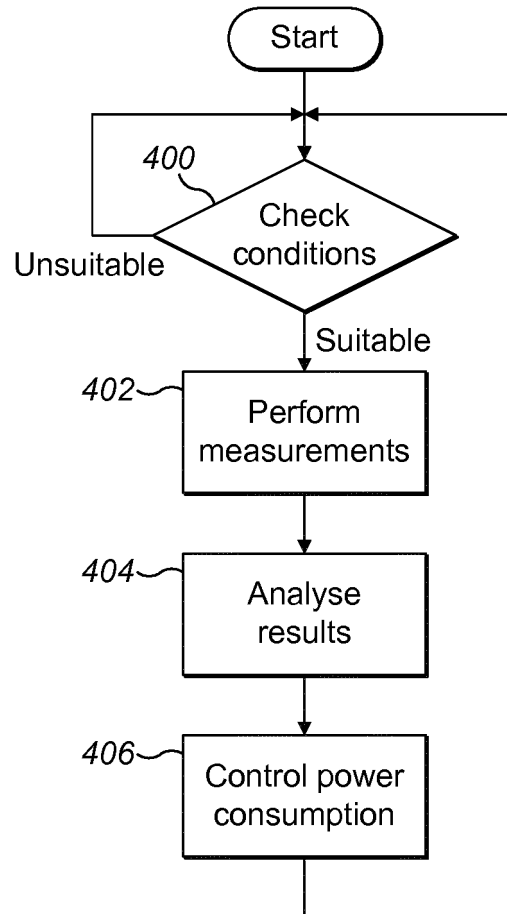 Start
400
Check
conditions
Unsuitable
Suitable
402
Perform
measurements
404
Analyse
results
406
Control power
consumption